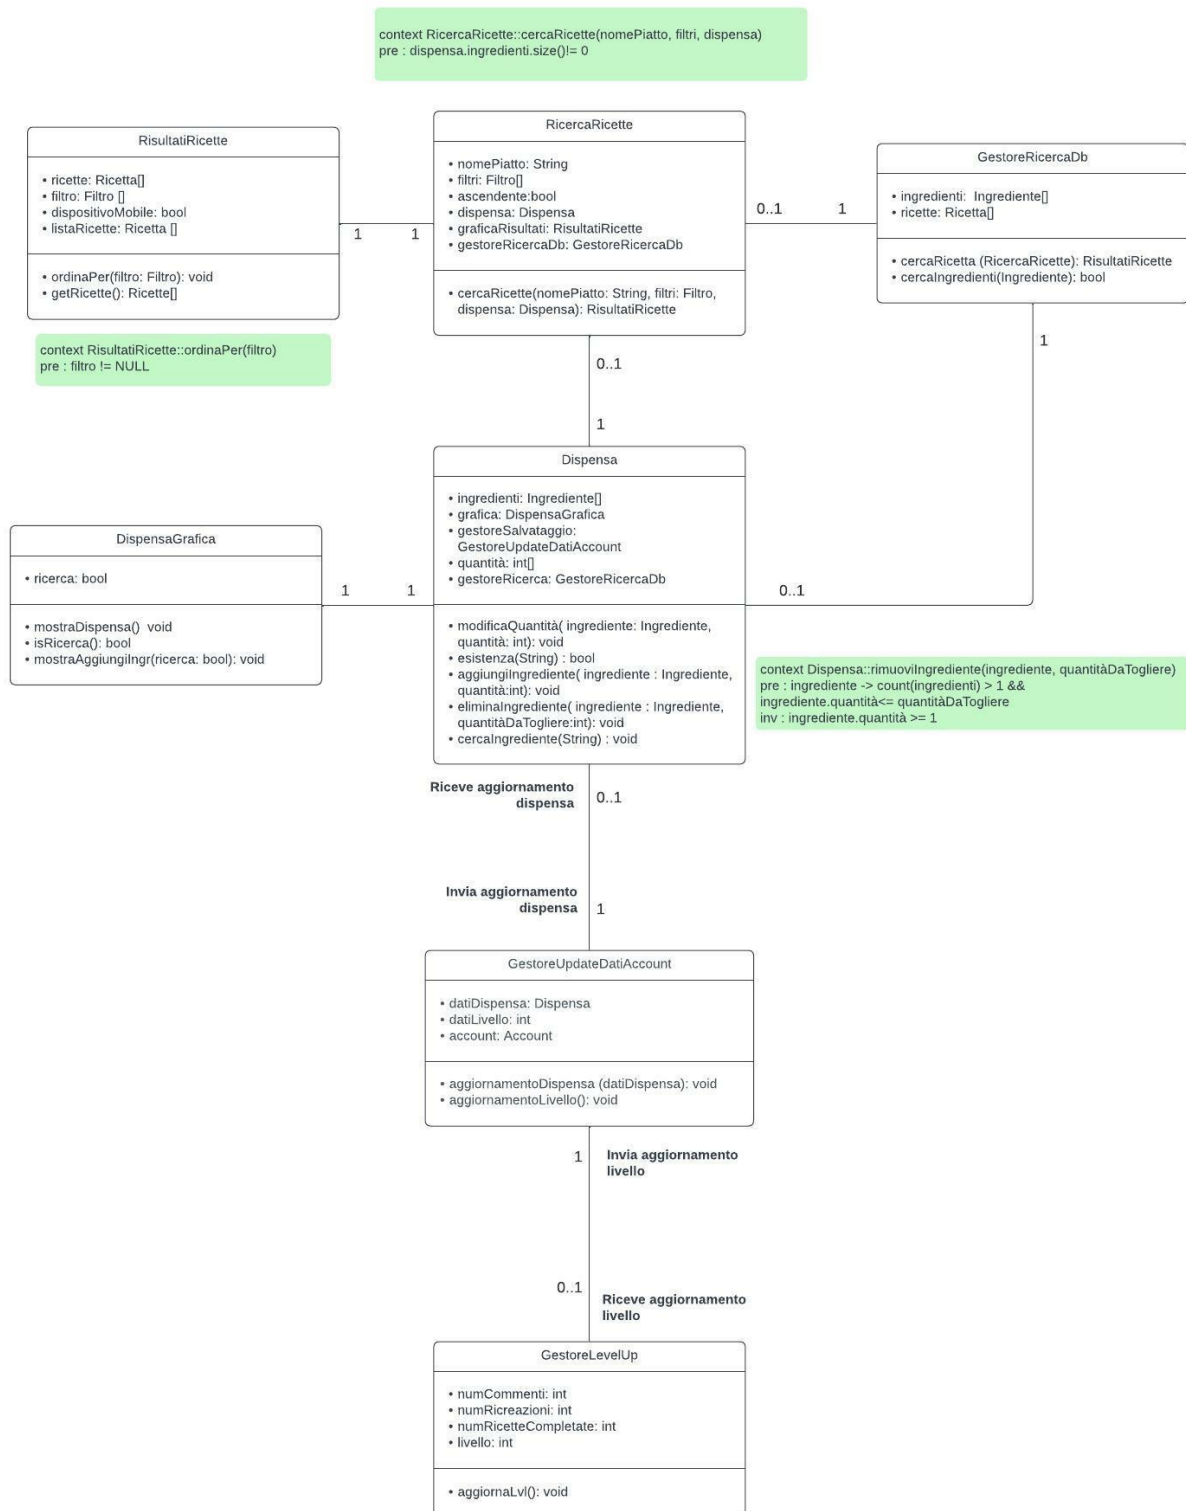 context RicercaRicette::cercaRicette(nomePiatto, filtri, dispensa)
pre : dispensa.ingredienti.size()!= 0
RisultatiRicette
• ricette: Ricetta[]
• filtro: Filtro []
• dispositivoMobile: bool
• listaRicette: Ricetta []
• ordinaPer(filtro: Filtro): void
• getRicette(): Ricette[]
1
1
RicercaRicette
• nomePiatto: String
• filtri: Filtro[]
• ascendente:bool
• dispensa: Dispensa
• graficaRisultati: RisultatiRicette
• gestoreRicercaDb: GestoreRicercaDb
• cercaRicette(nomePiatto: String, filtri: Filtro,
dispensa: Dispensa): RisultatiRicette
0..1
1
GestoreRicercaDb
• ingredienti: Ingrediente[]
• ricette: Ricetta[]
• cercaRicetta (RicercaRicette): RisultatiRicette
• cercaIngredienti(Ingrediente): bool
context RisultatiRicette::ordinaPer(filtro)
pre : filtro != NULL
0..1
1
1
Dispensa
• ingredienti: Ingrediente[]
• grafica: DispensaGrafica
• gestoreSalvataggio:
GestoreUpdateDatiAccount
• quantità: int[]
• gestoreRicerca: GestoreRicercaDb
• modificaQuantità( ingrediente: Ingrediente,
quantità: int): void
• esistenza(String) : bool
• aggiungiIngrediente( ingrediente : Ingrediente,
quantità:int): void
• eliminaIngrediente( ingrediente : Ingrediente,
quantitàDaTogliere:int): void
• cercaIngrediente(String) : void
DispensaGrafica
• ricerca: bool
• mostraDispensa() void
• isRicerca(): bool
• mostraAggiungiIngr(ricerca: bool): void
1
1
0..1
context Dispensa::rimuoviIngrediente(ingrediente, quantitàDaTogliere)
pre : ingrediente -> count(ingredienti) > 1 &&
ingrediente.quantità<= quantitàDaTogliere
inv : ingrediente.quantità >= 1
Riceve aggiornamento
dispensa
0..1
Invia aggiornamento
dispensa
1
GestoreUpdateDatiAccount
• datiDispensa: Dispensa
• datiLivello: int
• account: Account
• aggiornamentoDispensa (datiDispensa): void
• aggiornamentoLivello(): void
1
Invia aggiornamento
livello
0..1
Riceve aggiornamento
livello
GestoreLevelUp
• numCommenti: int
• numRicreazioni: int
• numRicetteCompletate: int
• livello: int
• aggiornaLvl(): void